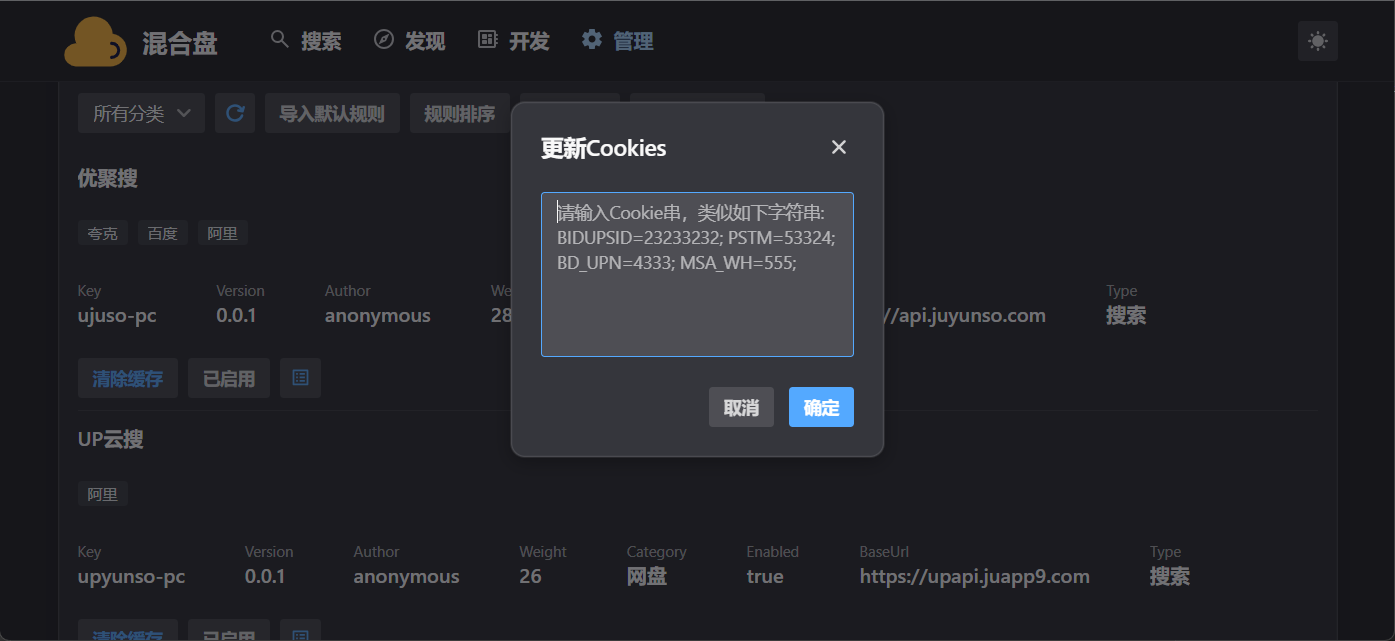 混合盘
搜索
发现
开发
管理
所有分类
导入默认规则
规则排序
优聚搜
夸克
百度
阿里
Key
Version
Author
We
ujuso-pc
0.0.1
anonymous
28
//api.juyunso.com
Type
搜索
清除缓存
已启用
更新Cookies
请输入Cookie串，类似如下字符串:
BIDUPSID=23233232; PSTM=53324;
BD_UPN=4333; MSA_WH=555;
取消
确定
UP云搜
阿里
Key
Version
Author
Weight
Category
Enabled
BaseUrl
Type
upyunso-pc
0.0.1
anonymous
26
网盘
true
https://upapi.juapp9.com
搜索
清除缓存
已启用